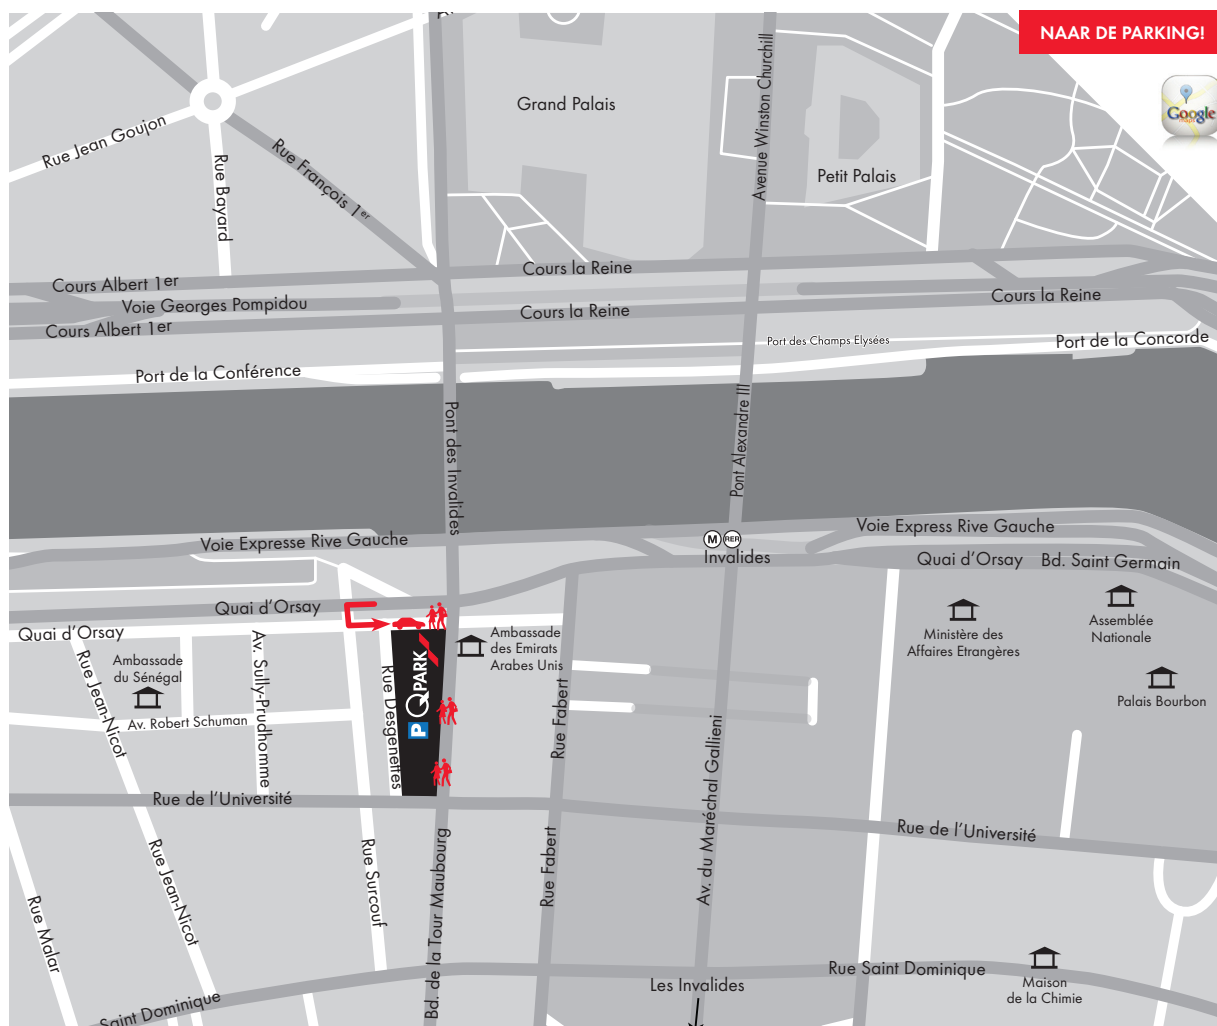 NAAR DE PARKING!
Google
maps
Grand Palais
Avenue Winston Churchill
Petit Palais
Rue Jean Goujon
Rue Bayard
Rue François 1er
Cours la Reine
Cours Albert 1er
Voie Georges Pompidou
Cours la Reine
Cours la Reine
Cours Albert 1er
Port des Champs Elysées
Port de la Concorde
Port de la Conférence
Pont des Invalides
Pont Alexandre III
Voie Express Rive Gauche
Voie Expresse Rive Gauche
M
RER
Invalides
Quai d'Orsay
Bd. Saint Germain
Quai d'Orsay
Quai d'Orsay
Ambassade
du Sénégal
Av. Sully-Prudhomme
Rue Jean-Nicot
Av. Robert Schuman
Rue Desgenettes
P QPARK
Ambassade
des Emirats
Arabes Unis
Rue Fabert
Av. du Maréchal Gallieni
Ministère des
Affaires Etrangères
Assemblée
Nationale
Palais Bourbon
Rue de l'Université
Rue de l'Université
Rue Jean-Nicot
Rue Surcouf
Bd. de la Tour Maubourg
Rue Fabert
Rue Malar
Saint Dominique
Les Invalides
Rue Saint Dominique
Maison
de la Chimie